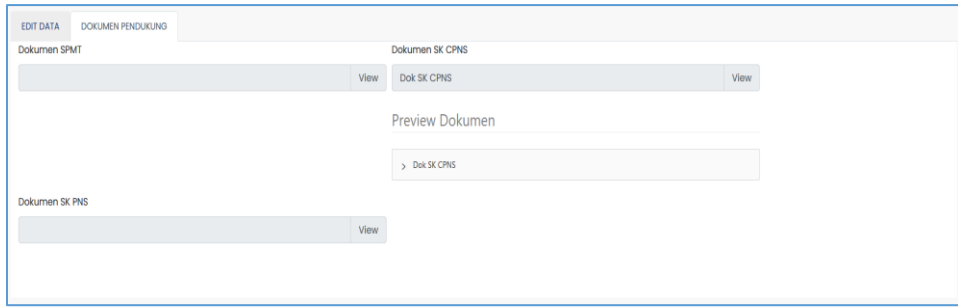 EDIT DATA DOKUMEN PENDUKUNG
Dokumen SPMT Dokumen SK CPNS
View Dok SK CPNS View
Preview Dokumen
> Dok SK CPNS
Dokumen SK PNS
View